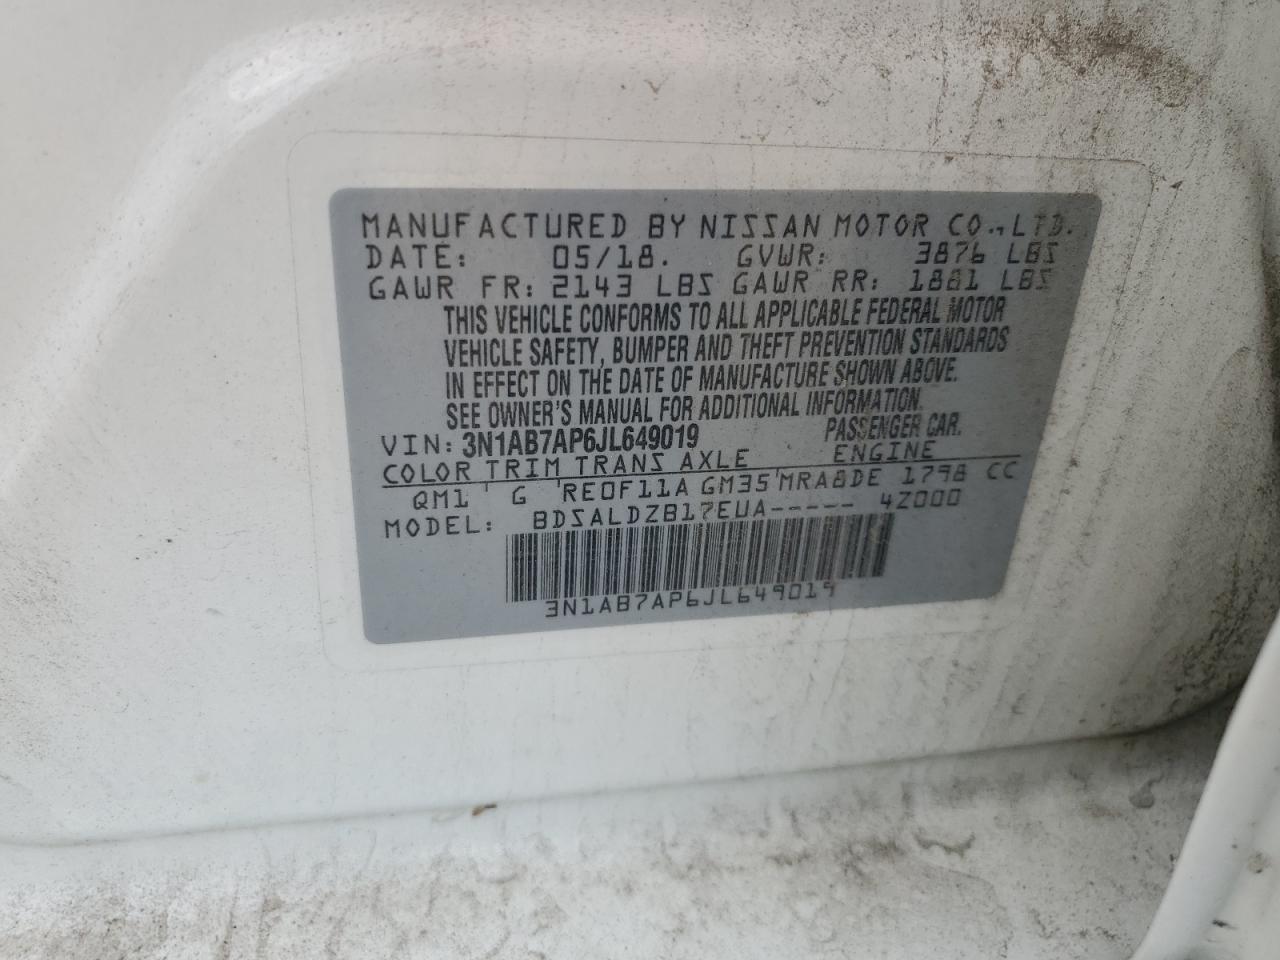 MANUFACTURED BY NISSAN MOTOR CO., LTD.
DATE: 05/18. GVWR: 3876 LBS
GAWR FR: 2143 LBS GAWR RR: 1881 LBS
THIS VEHICLE CONFORMS TO ALL APPLICABLE FEDERAL MOTOR
VEHICLE SAFETY, BUMPER AND THEFT PREVENTION STANDARDS
IN EFFECT ON THE DATE OF MANUFACTURE SHOWN ABOVE.
SEE OWNER'S MANUAL FOR ADDITIONAL INFORMATION.
VIN: 3N1AB7AP6JL649019 PASSENGER CAR.
COLOR TRIM TRANS AXLE ENGINE
QM1 G RE0F11A GM35 MRA8DE 1798 CC
MODEL: BDSALDZB17EUA----- 4Z000
3N1AB7AP6JL649019